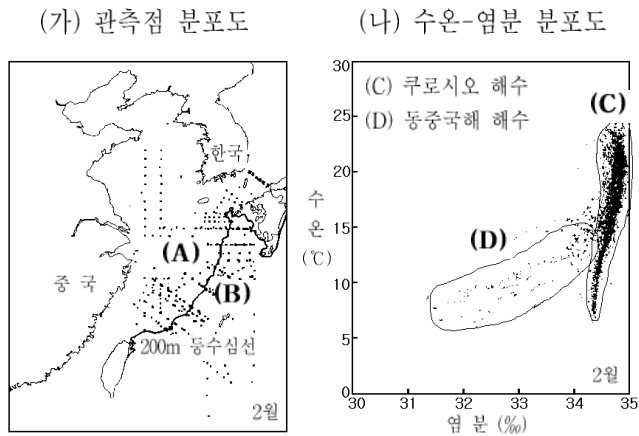 (가) 관측점 분포도
(나) 수온-염분 분포도
한국
(A)
중 국
(B)
200m 등수심선
2월
30
25
20
15
10
5
0
수
온
(℃)
(C) 쿠로시오 해수
(D) 동중국해 해수
(C)
(D)
2월
30 31 32 33 34 35
염 분 (‰)